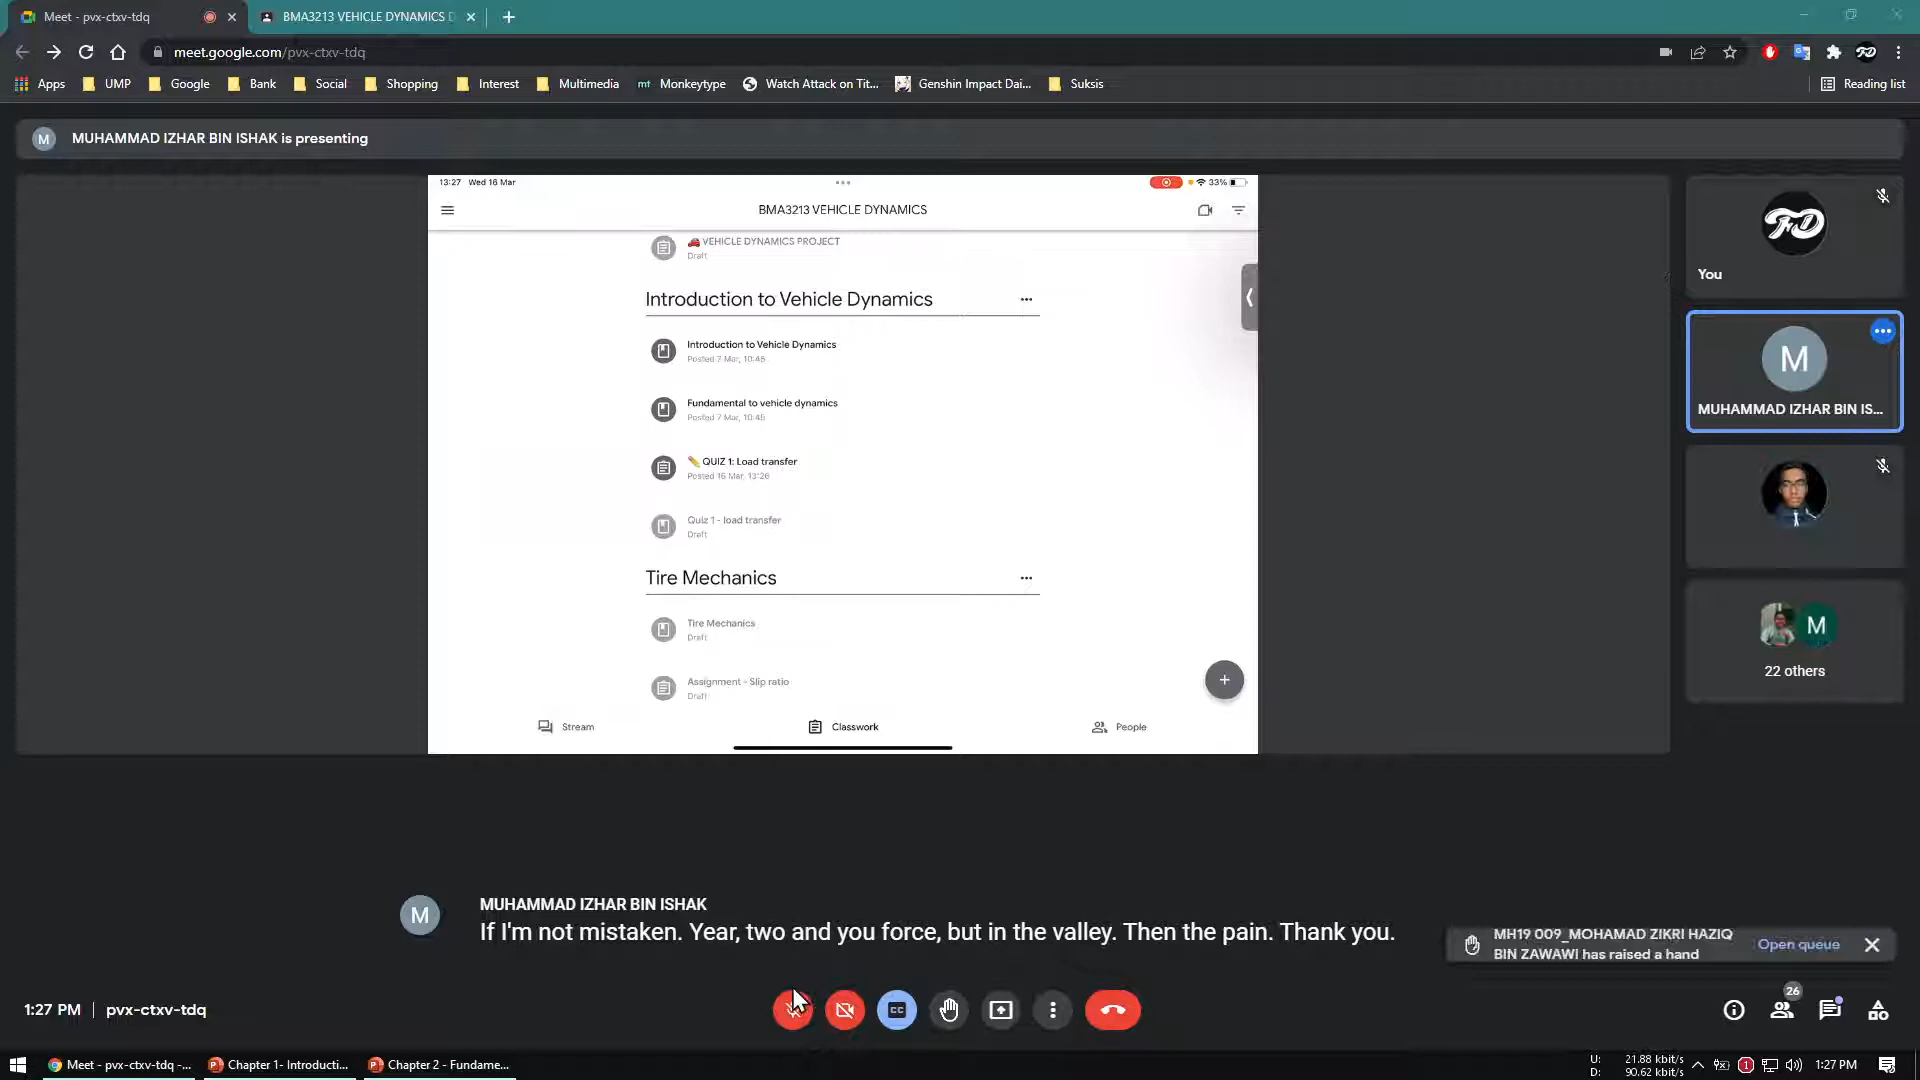 Meet - pvx-ctxv-tdq
BMA3213 VEHICLE DYNAMICS D
meet.google.com/pvx-ctxv-tdq
Apps
UMP
Google
Bank
Social
Shopping
Interest
Multimedia
mt Monkeytype
Watch Attack on Tit...
Genshin Impact Dai...
Suksis
Reading list
M
MUHAMMAD IZHAR BIN ISHAK is presenting
13:27 Wed 16 Mar
33%
BMA3213 VEHICLE DYNAMICS
VEHICLE DYNAMICS PROJECT
Draft
Introduction to Vehicle Dynamics
Introduction to Vehicle Dynamics
Posted 7 Mar, 10:45
Fundamental to vehicle dynamics
Posted 7 Mar, 10:45
QUIZ 1: Load transfer
Posted 16 Mar, 13:26
Quiz 1 - load transfer
Draft
Tire Mechanics
Tire Mechanics
Draft
Assignment - Slip ratio
Draft
Stream
Classwork
People
FD
You
M
MUHAMMAD IZHAR BIN IS...
M
22 others
M
MUHAMMAD IZHAR BIN ISHAK
If I'm not mistaken. Year, two and you force, but in the valley. Then the pain. Thank you.
MH19 009_MOHAMAD ZIKRI HAZIQ
BIN ZAWAWI has raised a hand
Open queue
1:27 PM | pvx-ctxv-tdq
CC
26
Meet - pvx-ctxv-tdq -...
Chapter 1- Introducti...
Chapter 2 - Fundame...
U: 21.88 kbit/s
D: 90.62 kbit/s
1
1:27 PM